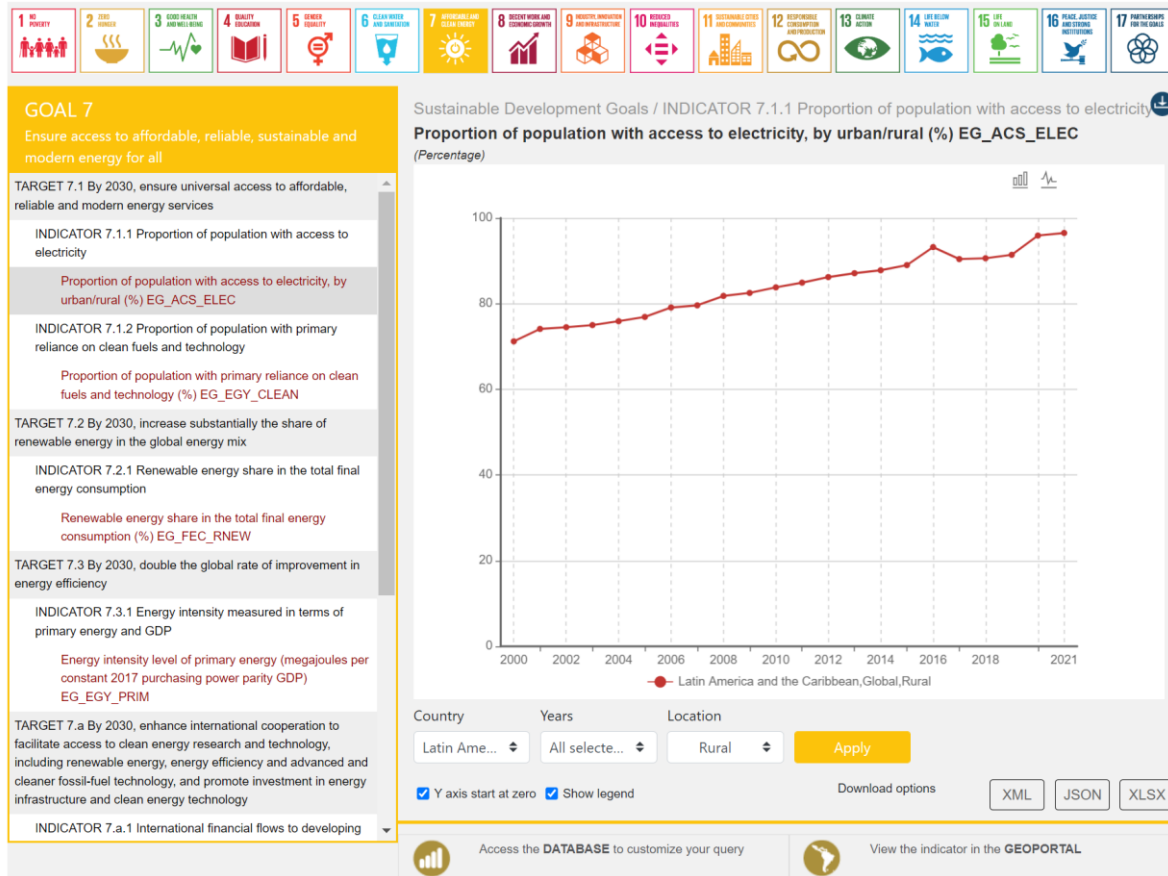 1 NO POVERTY
2 ZERO HUNGER
3 GOOD HEALTH AND WELL-BEING
4 QUALITY EDUCATION
5 GENDER EQUALITY
6 CLEAN WATER AND SANITATION
7 AFFORDABLE AND CLEAN ENERGY
8 DECENT WORK AND ECONOMIC GROWTH
9 INDUSTRY, INNOVATION AND INFRASTRUCTURE
10 REDUCED INEQUALITIES
11 SUSTAINABLE CITIES AND COMMUNITIES
12 RESPONSIBLE CONSUMPTION AND PRODUCTION
13 CLIMATE ACTION
14 LIFE BELOW WATER
15 LIFE ON LAND
16 PEACE, JUSTICE AND STRONG INSTITUTIONS
17 PARTNERSHIPS FOR THE GOALS
GOAL 7
Ensure access to affordable, reliable, sustainable and
modern energy for all
TARGET 7.1 By 2030, ensure universal access to affordable,
reliable and modern energy services
INDICATOR 7.1.1 Proportion of population with access to
electricity
Proportion of population with access to electricity, by
urban/rural (%) EG_ACS_ELEC
INDICATOR 7.1.2 Proportion of population with primary
reliance on clean fuels and technology
Proportion of population with primary reliance on clean
fuels and technology (%) EG_EGY_CLEAN
TARGET 7.2 By 2030, increase substantially the share of
renewable energy in the global energy mix
INDICATOR 7.2.1 Renewable energy share in the total final
energy consumption
Renewable energy share in the total final energy
consumption (%) EG_FEC_RNEW
TARGET 7.3 By 2030, double the global rate of improvement in
energy efficiency
INDICATOR 7.3.1 Energy intensity measured in terms of
primary energy and GDP
Energy intensity level of primary energy (megajoules per
constant 2017 purchasing power parity GDP)
EG_EGY_PRIM
TARGET 7.a By 2030, enhance international cooperation to
facilitate access to clean energy research and technology,
including renewable energy, energy efficiency and advanced and
cleaner fossil-fuel technology, and promote investment in energy
infrastructure and clean energy technology
INDICATOR 7.a.1 International financial flows to developing
Sustainable Development Goals / INDICATOR 7.1.1 Proportion of population with access to electricity
Proportion of population with access to electricity, by urban/rural (%) EG_ACS_ELEC
(Percentage)
100
80
60
40
20
0
2000 2002 2004 2006 2008 2010 2012 2014 2016 2018 2021
Latin America and the Caribbean,Global,Rural
Country Years Location
Latin Ame... All selecte... Rural Apply
Y axis start at zero Show legend Download options XML JSON XLSX
Access the DATABASE to customize your query
View the indicator in the GEOPORTAL